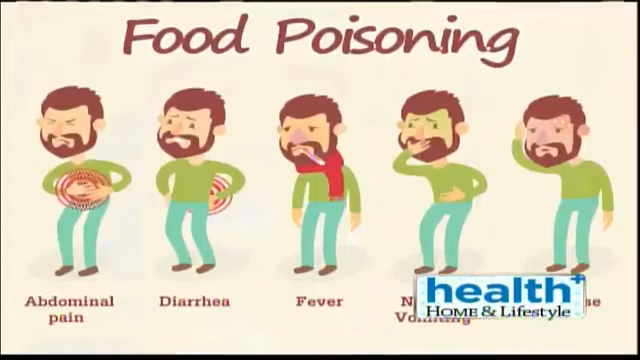 Food Poisoning
Abdominal
pain
Diarrhea
Fever
health+
HOME & Lifestyle